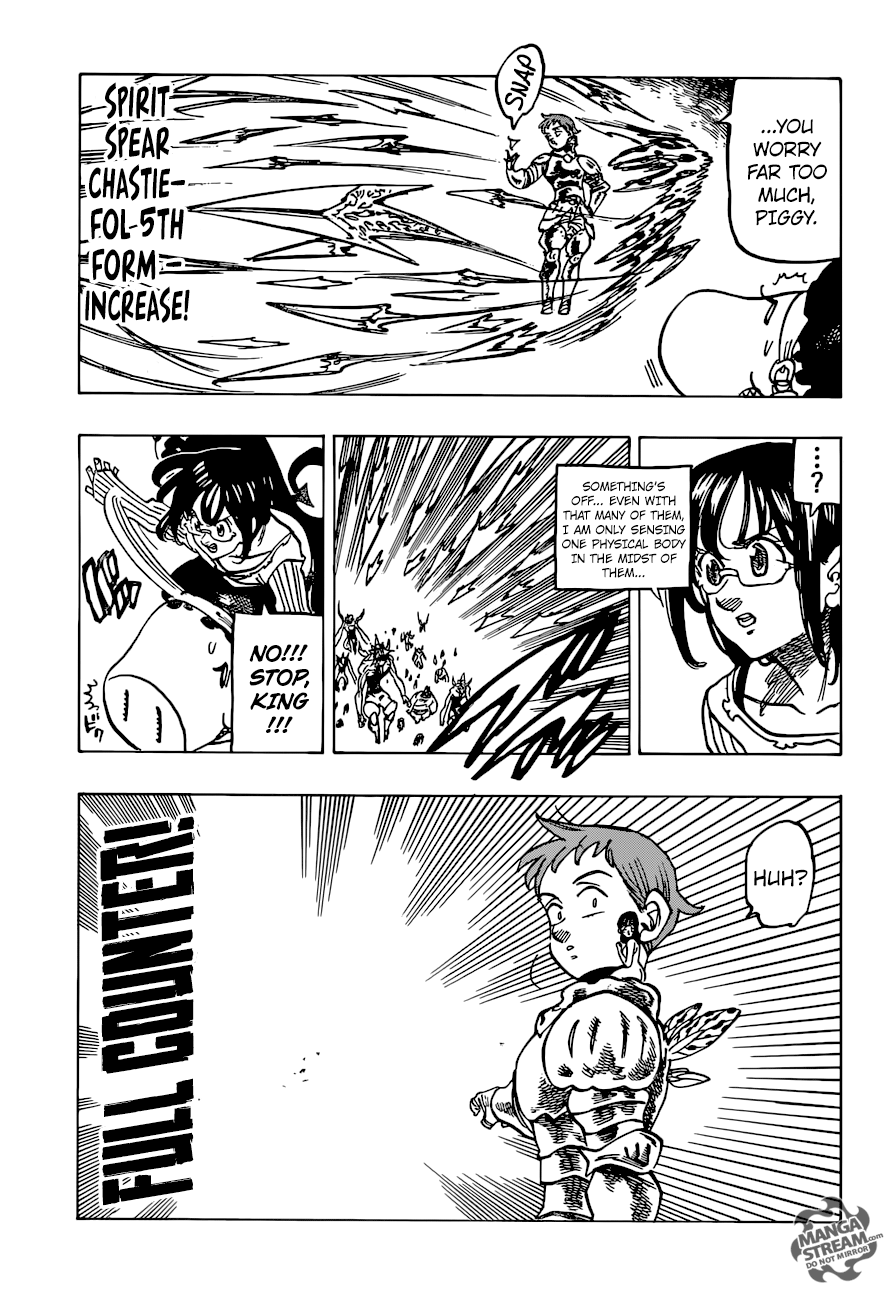 ...YOU
WORRY
FAR TOO
MUCH,
PIGGY.
SNAP
SPIRIT
SPEAR
CHASTIE-
FOL-5TH
FORM -
INCREASE!
...?
SOMETHING'S
OFF... EVEN WITH
THAT MANY OF THEM,
I AM ONLY SENSING
ONE PHYSICAL BODY
IN THE MIDST OF
THEM...
NO!!!
STOP,
KING
!!!
HUH?
FULL COUNTER!
MANGA
STREAM.com
DO NOT MIRROR